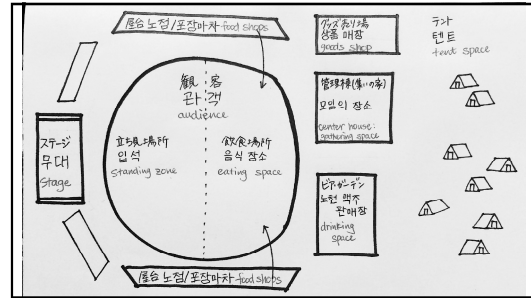 屋台 노점/포장마차 food shops
グッズ売り場
상품 매장
goods shop
テント
텐트
tent space
観客
관객
audience
管理棟(集いの家)
모임의 장소
center house:
gathering space
ステージ
무대
Stage
立ち見場所
입석
standing zone
飲食場所
음식 장소
eating space
ビアガーデン
노천 맥주
판매장
drinking
space
屋台 노점/포장마차 food shops